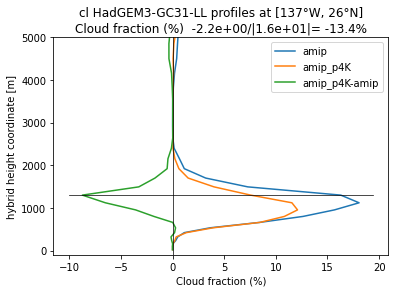 cl HadGEM3-GC31-LL profiles at [137°W, 26°N]
Cloud fraction (%)  -2.2e+00/|1.6e+01|= -13.4%
amip
amip_p4K
amip_p4K-amip
hybrid height coordinate [m]
5000
4000
3000
2000
1000
0
−10
−5
0
5
10
15
20
Cloud fraction (%)